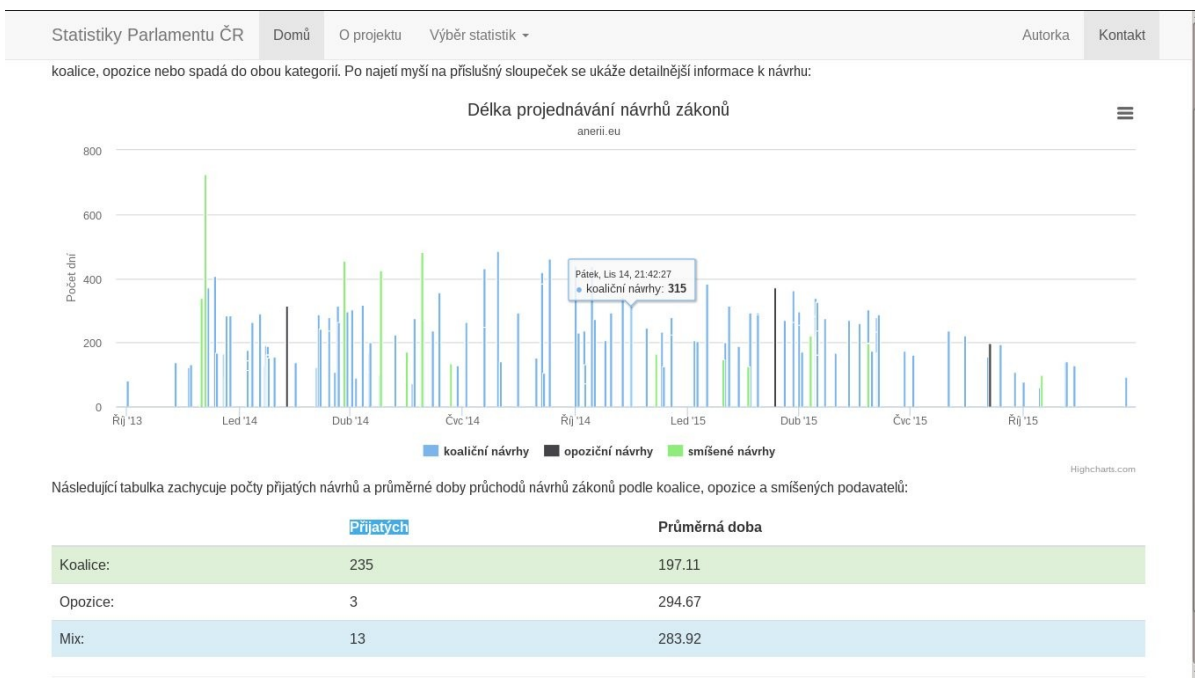 Statistiky Parlamentu ČR Domů O projektu Výběr statistik Autorka Kontakt
koalice, opozice nebo spadá do obou kategorií. Po najetí myší na příslušný sloupeček se ukáže detailnější informace k návrhu:
Délka projednávání návrhů zákonů
anerii.eu
Počet dní
800
600
400
200
0
Pátek, Lis 14, 21:42:27
koaliční návrhy: 315
Říj '13 Led '14 Dub '14 Čvc '14 Říj '14 Led '15 Dub '15 Čvc '15 Říj '15
koaliční návrhy opoziční návrhy smíšené návrhy
Highcharts.com
Následující tabulka zachycuje počty přijatých návrhů a průměrné doby průchodů návrhů zákonů podle koalice, opozice a smíšených podavatelů:
Přijatých Průměrná doba
Koalice: 235 197.11
Opozice: 3 294.67
Mix: 13 283.92